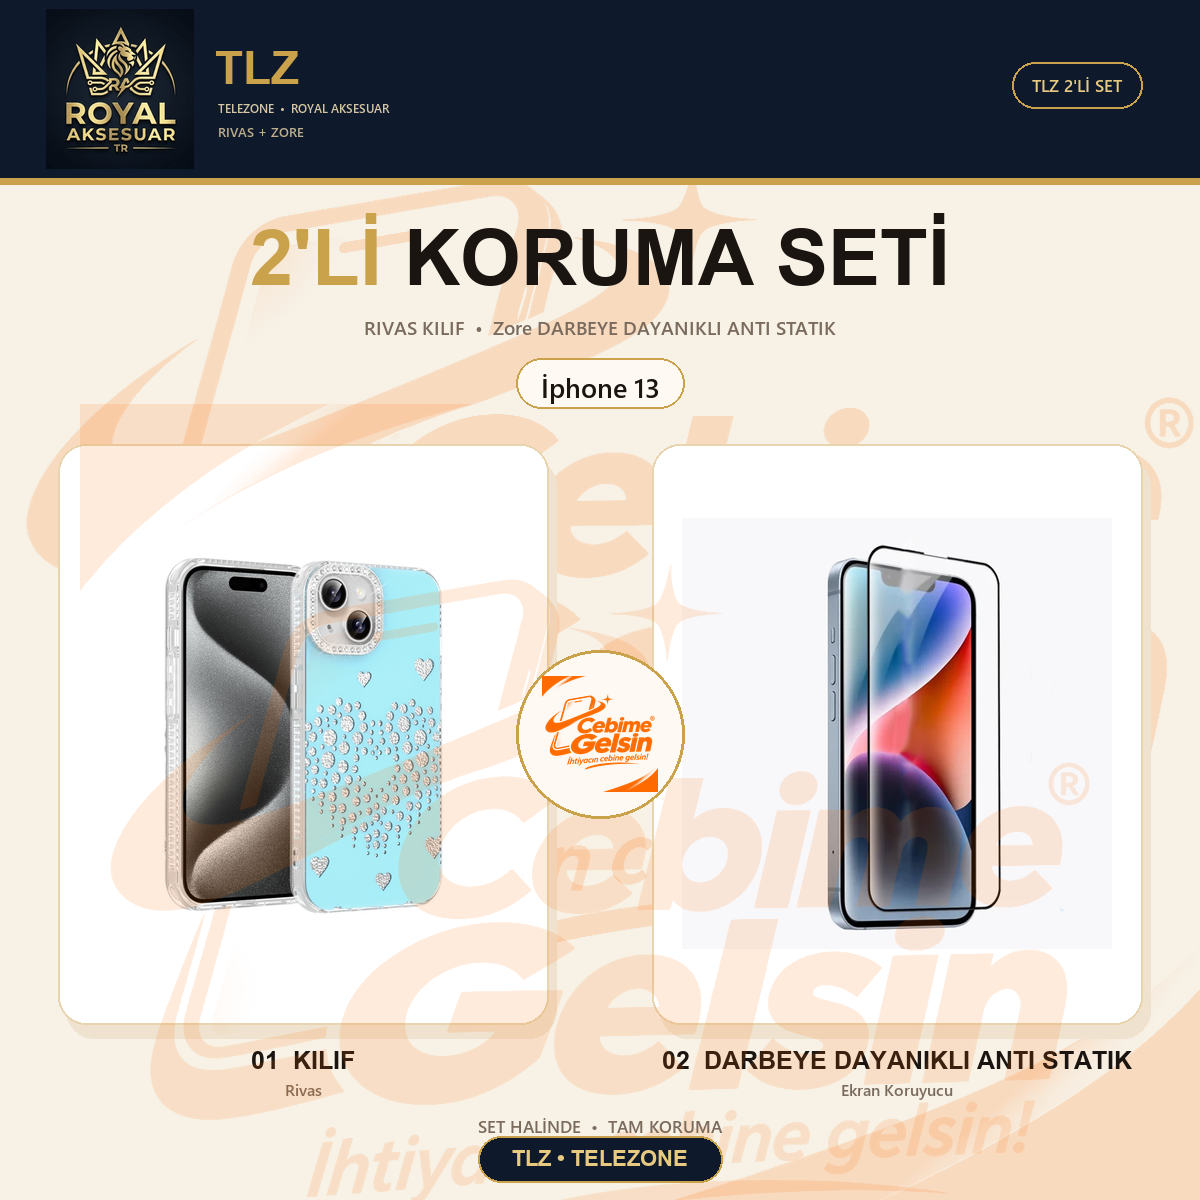 ROYAL
AKSESUAR
TR
TLZ
TELEZONE • ROYAL AKSESUAR
RIVAS + ZORE
TLZ 2'Lİ SET
2'Lİ KORUMA SETİ
RIVAS KILIF • Zore DARBEYE DAYANIKLI ANTI STATIK
İphone 13
Cebime®
Gelsin
İhtiyacın cebine gelsin!
Cebime®
Gelsin
01 KILIF
Rivas
02 DARBEYE DAYANIKLI ANTI STATIK
Ekran Koruyucu
SET HALİNDE • TAM KORUMA
TLZ • TELEZONE